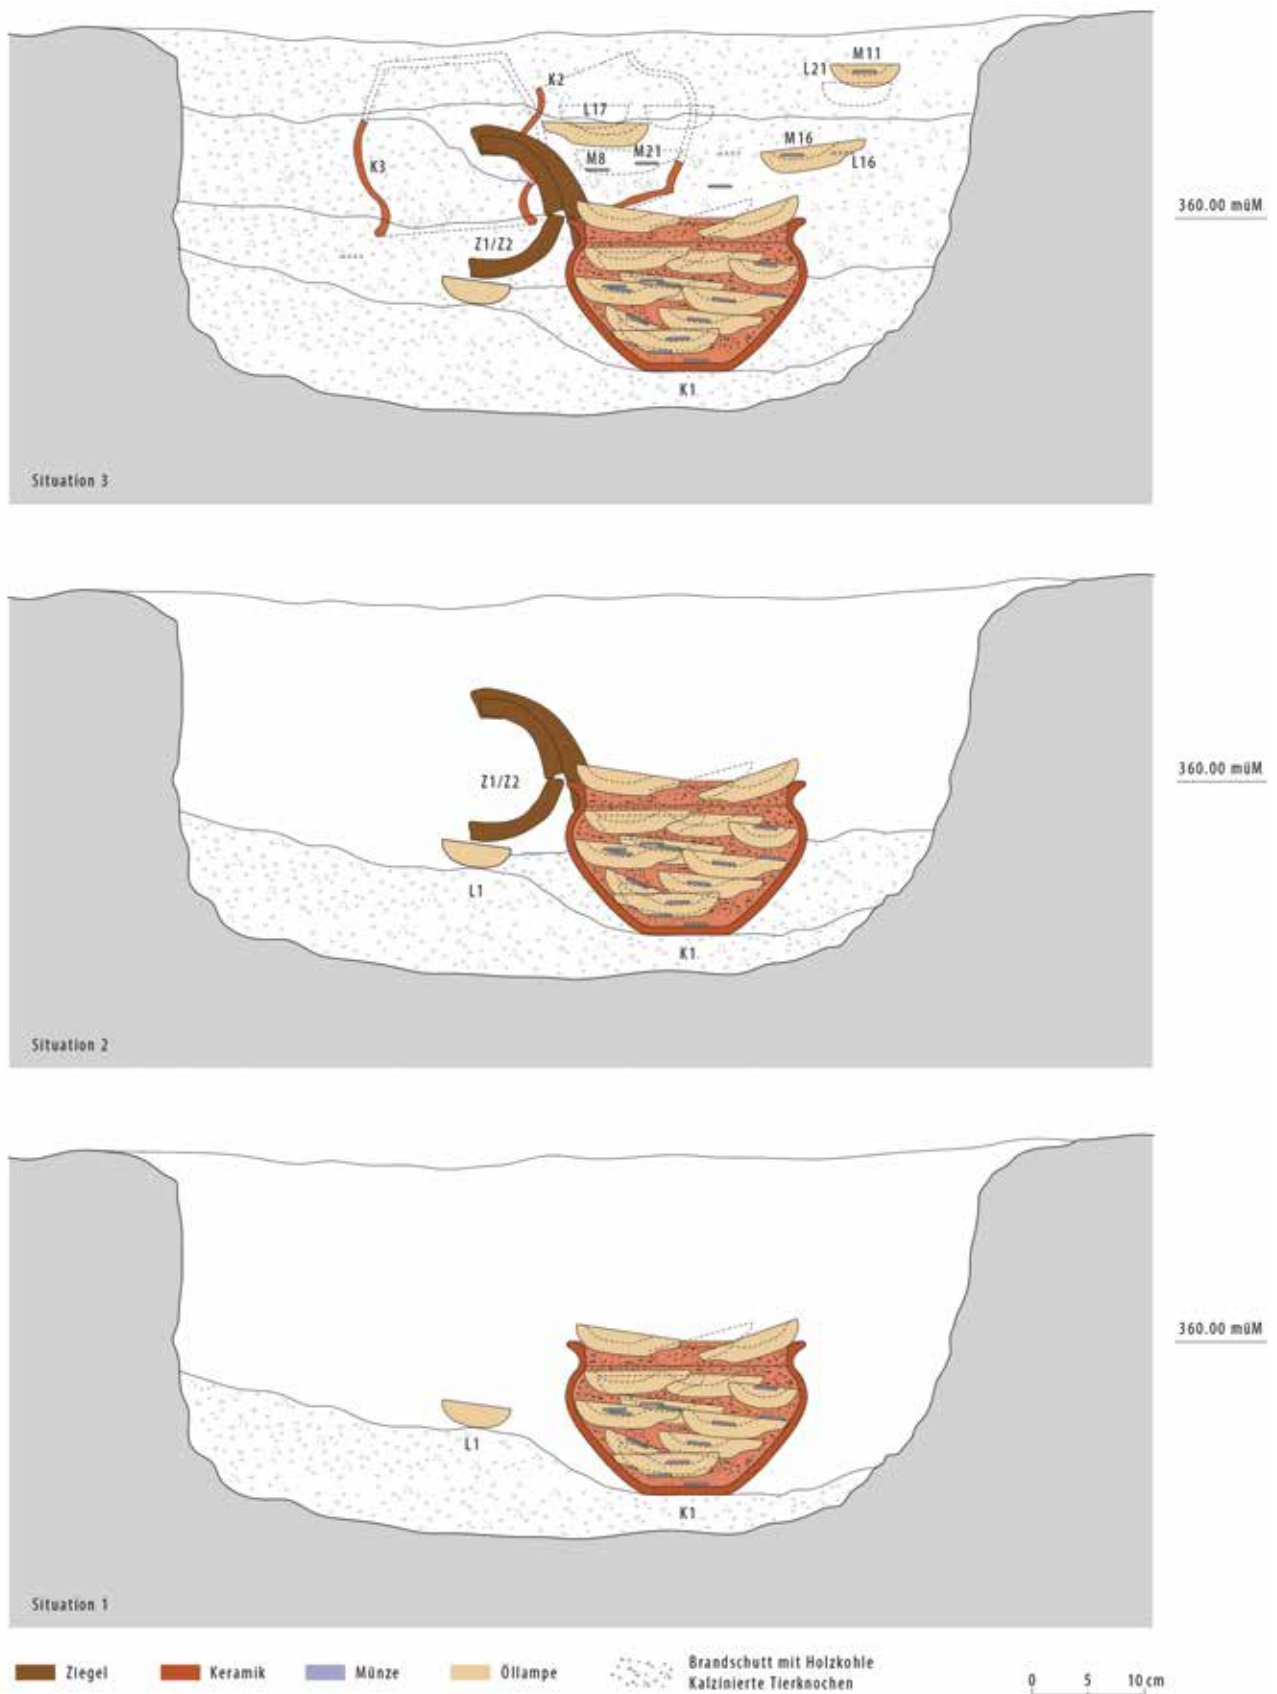 M11
L21
K2
L17
M16
M8
M21
L16
K3
360.00 müM
Z1/Z2
K1
Situation 3
360.00 müM
Z1/Z2
L1
K1
Situation 2
360.00 müM
L1
K1
Situation 1
Ziegel
Keramik
Münze
Öllampe
Brandschutt mit Holzkohle
Kalzinierte Tierknochen
0 5 10 cm